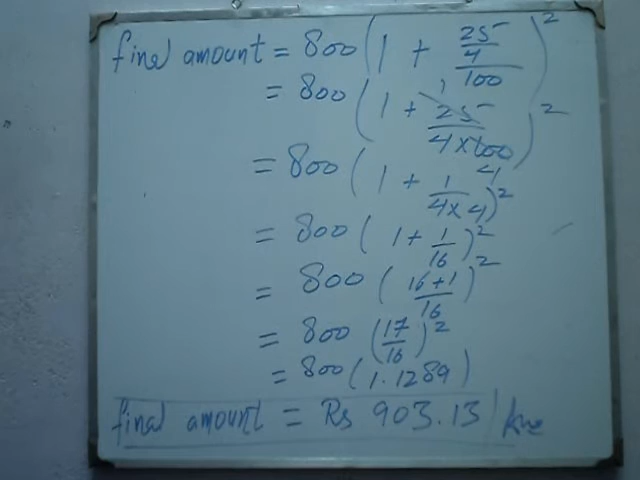 final amount = 800 (1 + 25/4/100)²
= 800 (1 + 25/4×100)²
= 800 (1 + 1/4×4)²
= 800 (1 + 1/16)²
= 800 (16+1/16)²
= 800 (17/16)²
= 800 (1.1289)
final amount = Rs 903.13